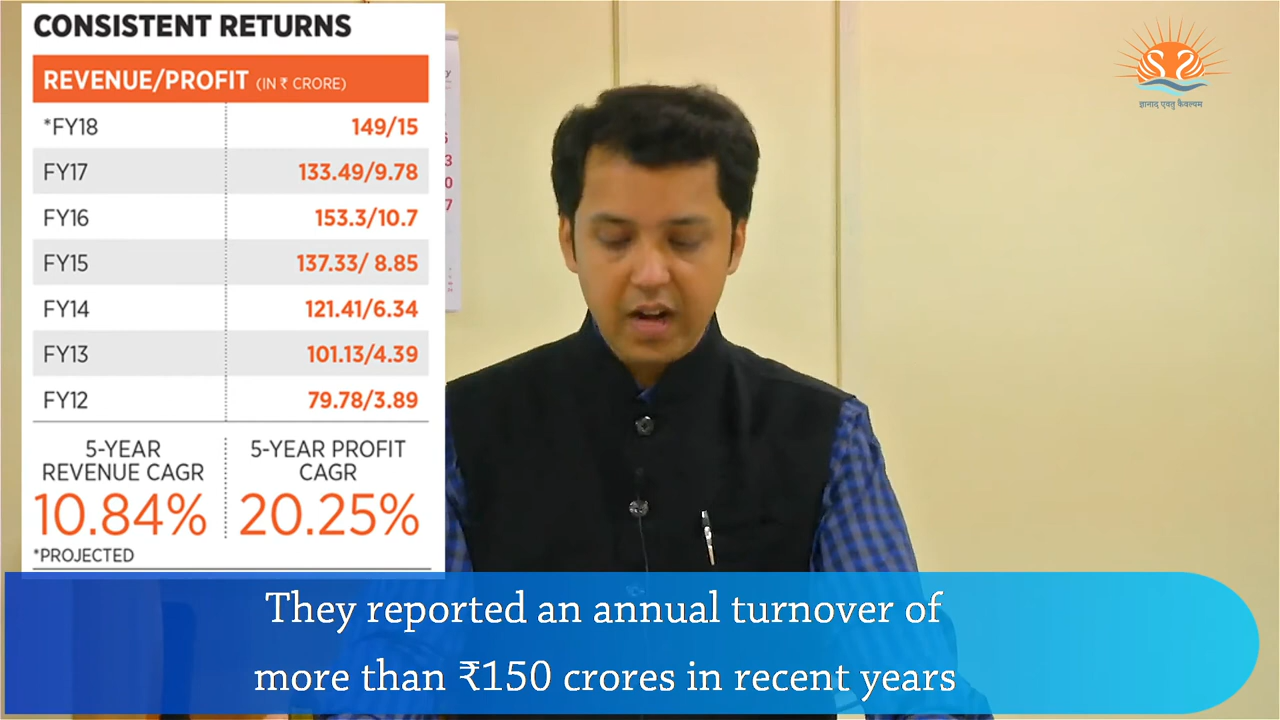 CONSISTENT RETURNS
REVENUE/PROFIT (IN ₹ CRORE)
*FY18 149/15
FY17 133.49/9.78
FY16 153.3/10.7
FY15 137.33/ 8.85
FY14 121.41/6.34
FY13 101.13/4.39
FY12 79.78/3.89
5-YEAR
REVENUE CAGR
10.84%
5-YEAR PROFIT
CAGR
20.25%
*PROJECTED
ज्ञानाद् एवतु कैवल्यम
They reported an annual turnover of
more than ₹150 crores in recent years